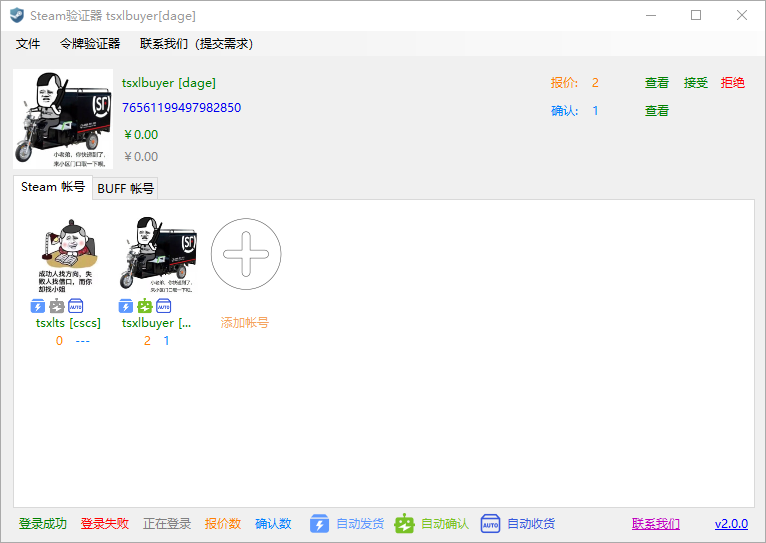 Steam验证器 tsxlbuyer[dage]
文件 令牌验证器 联系我们（提交需求）
tsxlbuyer [dage] 报价: 2 查看 接受 拒绝
76561199497982850 确认: 1 查看
￥0.00
￥0.00
小老弟，你快递到了，
来小区门口取一下哦。
Steam 帐号 BUFF 帐号
成功人找方向、失
败人找借口，而你
却找小妞
小老弟，你快递到了，
来小区门口取一下哦。
AUTO AUTO
tsxlts [cscs] tsxlbuyer [... 添加帐号
0 --- 2 1
登录成功 登录失败 正在登录 报价数 确认数 自动发货 自动确认 AUTO 自动收货 联系我们 v2.0.0